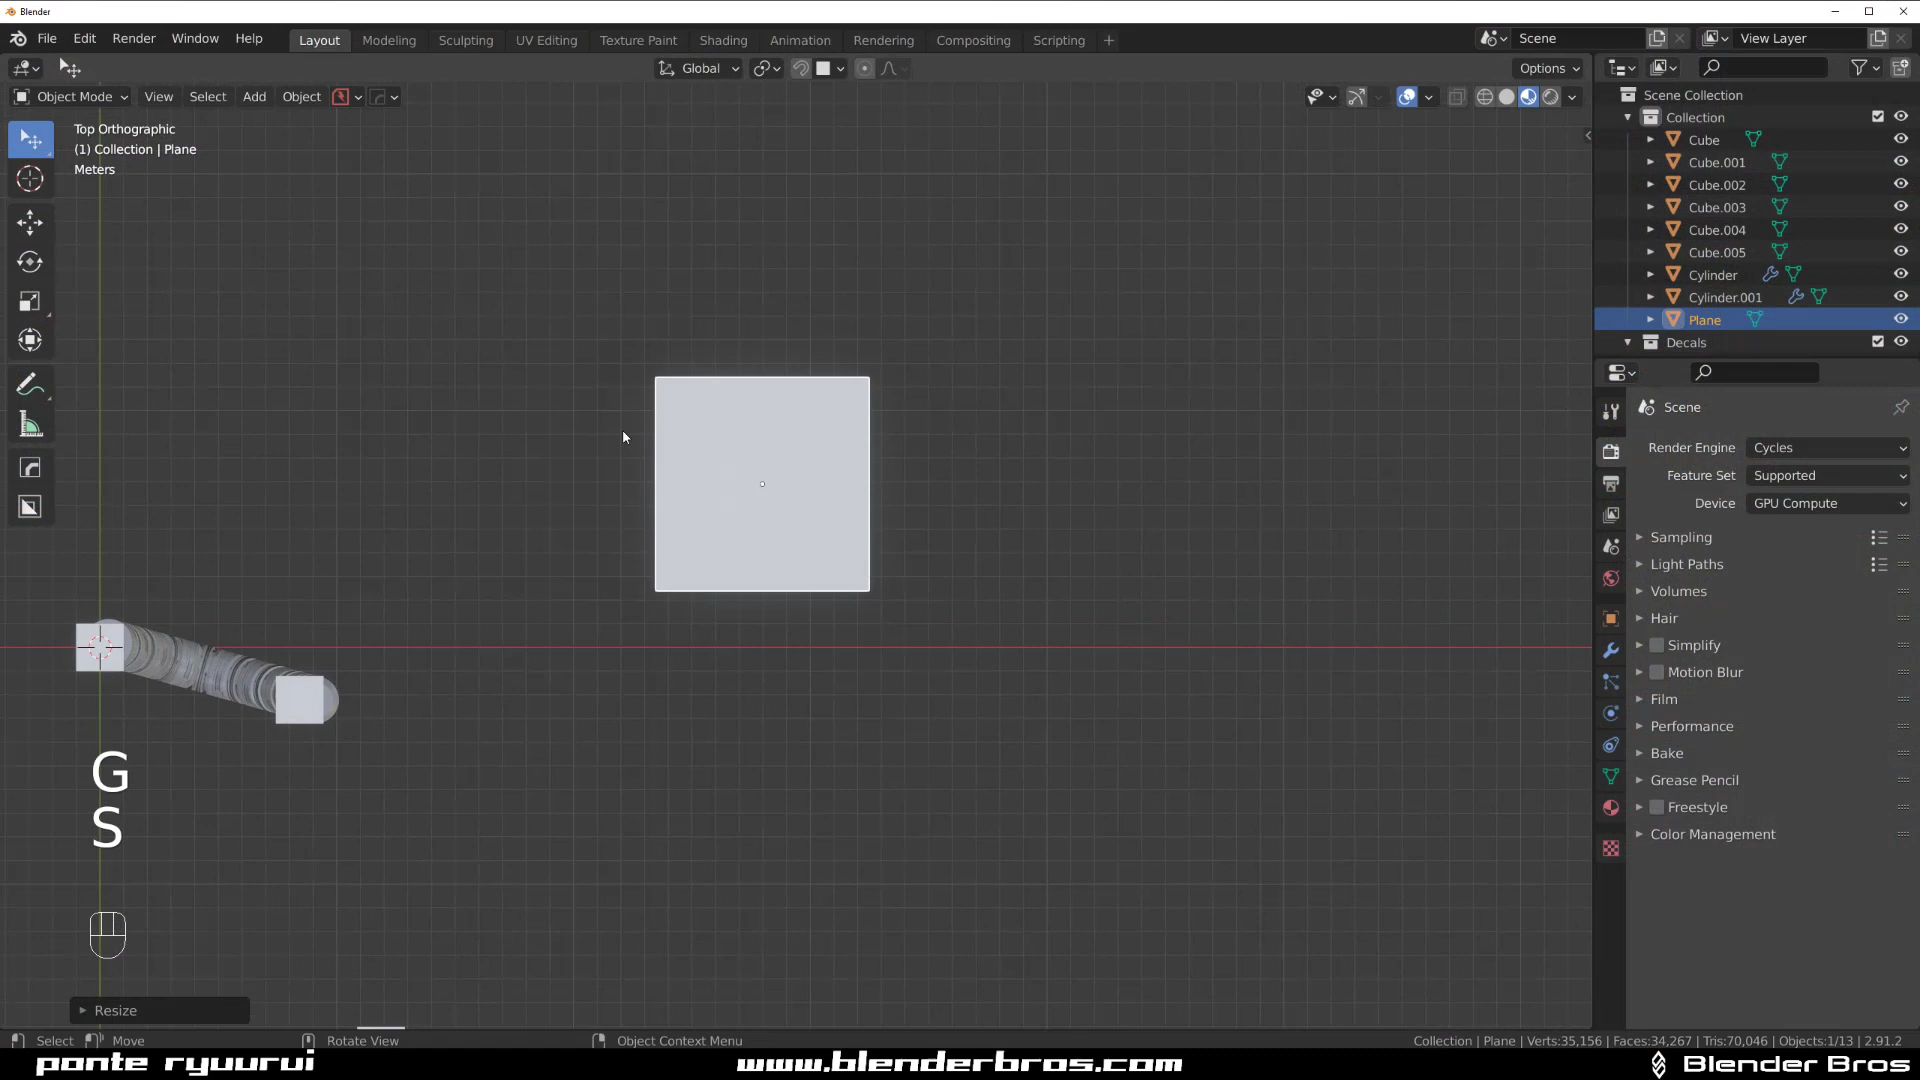 Blender
File Edit Render Window Help
Layout Modeling Sculpting UV Editing Texture Paint Shading Animation Rendering Compositing Scripting +
Scene
View Layer
Global
Options
Object Mode View Select Add Object
Top Orthographic
(1) Collection | Plane
Meters
Scene Collection
Collection
Cube
Cube.001
Cube.002
Cube.003
Cube.004
Cube.005
Cylinder
Cylinder.001
Plane
Decals
Scene
Render Engine Cycles
Feature Set Supported
Device GPU Compute
Sampling
Light Paths
Volumes
Hair
Simplify
Motion Blur
Film
Performance
Bake
Grease Pencil
Freestyle
Color Management
G
S
Resize
Select Move Rotate View Object Context Menu
Collection | Plane | Verts:35,156 | Faces:34,267 | Tris:70,046 | Objects:1/13 | 2.91.2
ponte ryuurui
www.blenderbros.com
Blender Bros